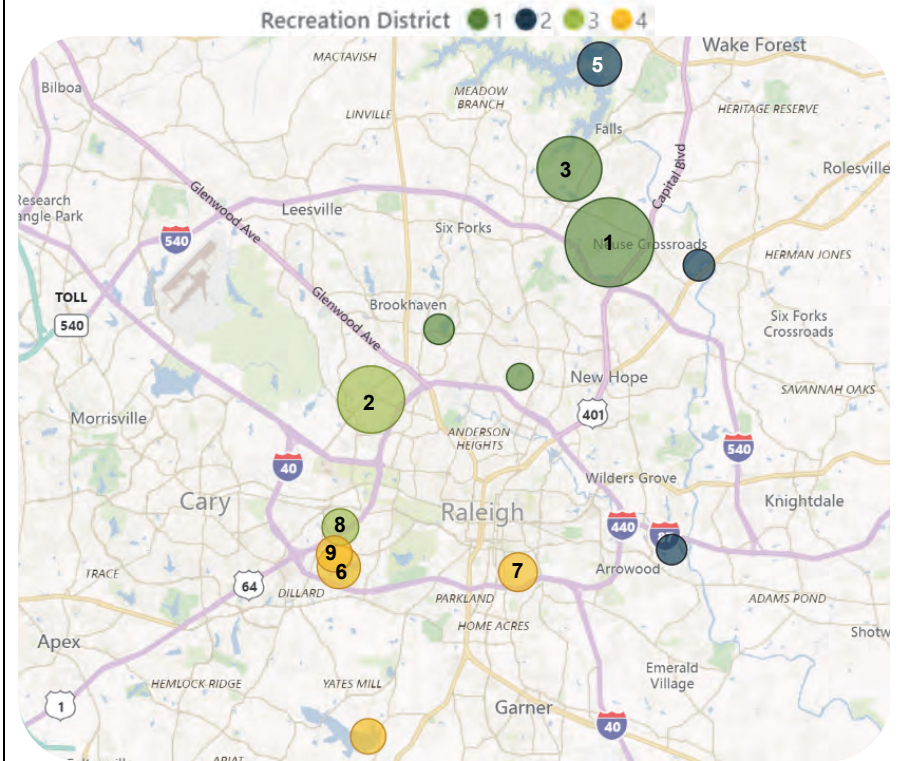 Recreation District 1 2 3 4
Wake Forest
MACTAVISH
5
Bilboa
MEADOW
BRANCH
HERITAGE RESERVE
LINVILLE
Falls
Capital Blvd
3
Rolesville
Glenwood Ave
Research
angle Park
Leesville
Six Forks
540
1
Neuse Crossroads
HERMAN JONES
TOLL
540
Glenwood Ave
Brookhaven
Six Forks
Crossroads
New Hope
SAVANNAH OAKS
2
401
Morrisville
ANDERSON
HEIGHTS
540
40
Wilders Grove
Cary
Raleigh
Knightdale
8
440
9
6
7
Arrowood
TRACE
64
DILLARD
PARKLAND
ADAMS POND
HOME ACRES
Apex
Shotw
Emerald
Village
HEMLOCK RIDGE
YATES MILL
1
Garner
40